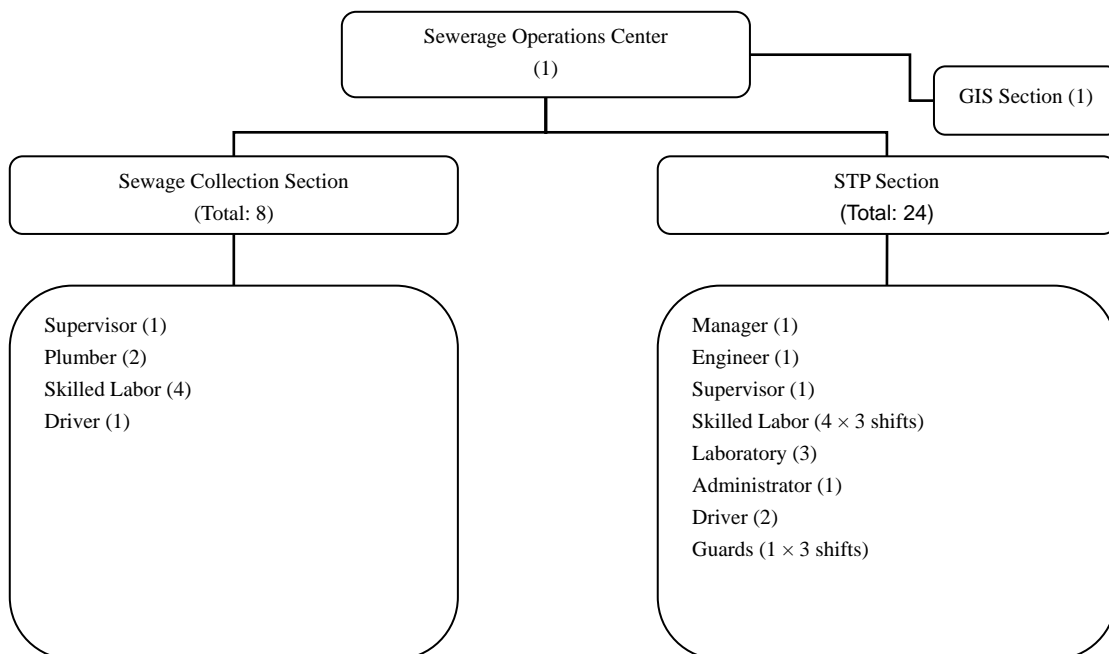 Sewerage Operations Center
(1)
GIS Section (1)
Sewage Collection Section
(Total: 8)
STP Section
(Total: 24)
Supervisor (1)
Plumber (2)
Skilled Labor (4)
Driver (1)
Manager (1)
Engineer (1)
Supervisor (1)
Skilled Labor (4 × 3 shifts)
Laboratory (3)
Administrator (1)
Driver (2)
Guards (1 × 3 shifts)